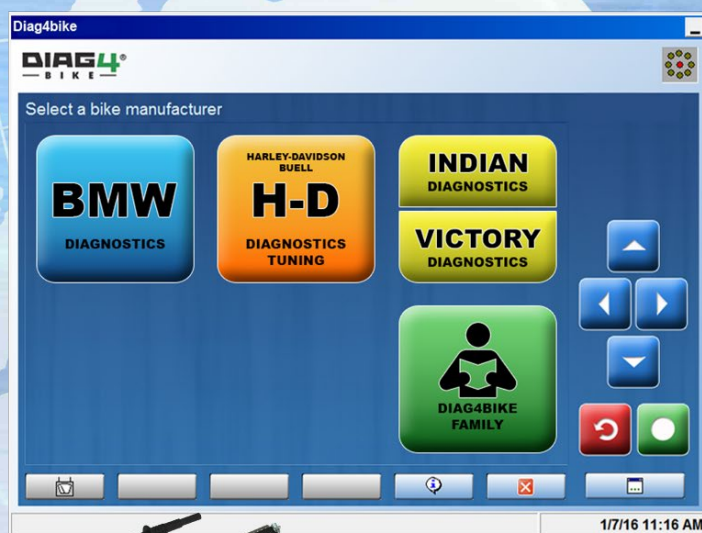 Diag4bike
DIAG4®
BIKE
Select a bike manufacturer
BMW
DIAGNOSTICS
HARLEY-DAVIDSON
BUELL
H-D
DIAGNOSTICS
TUNING
INDIAN
DIAGNOSTICS
VICTORY
DIAGNOSTICS
DIAG4BIKE
FAMILY
1/7/16 11:16 AM